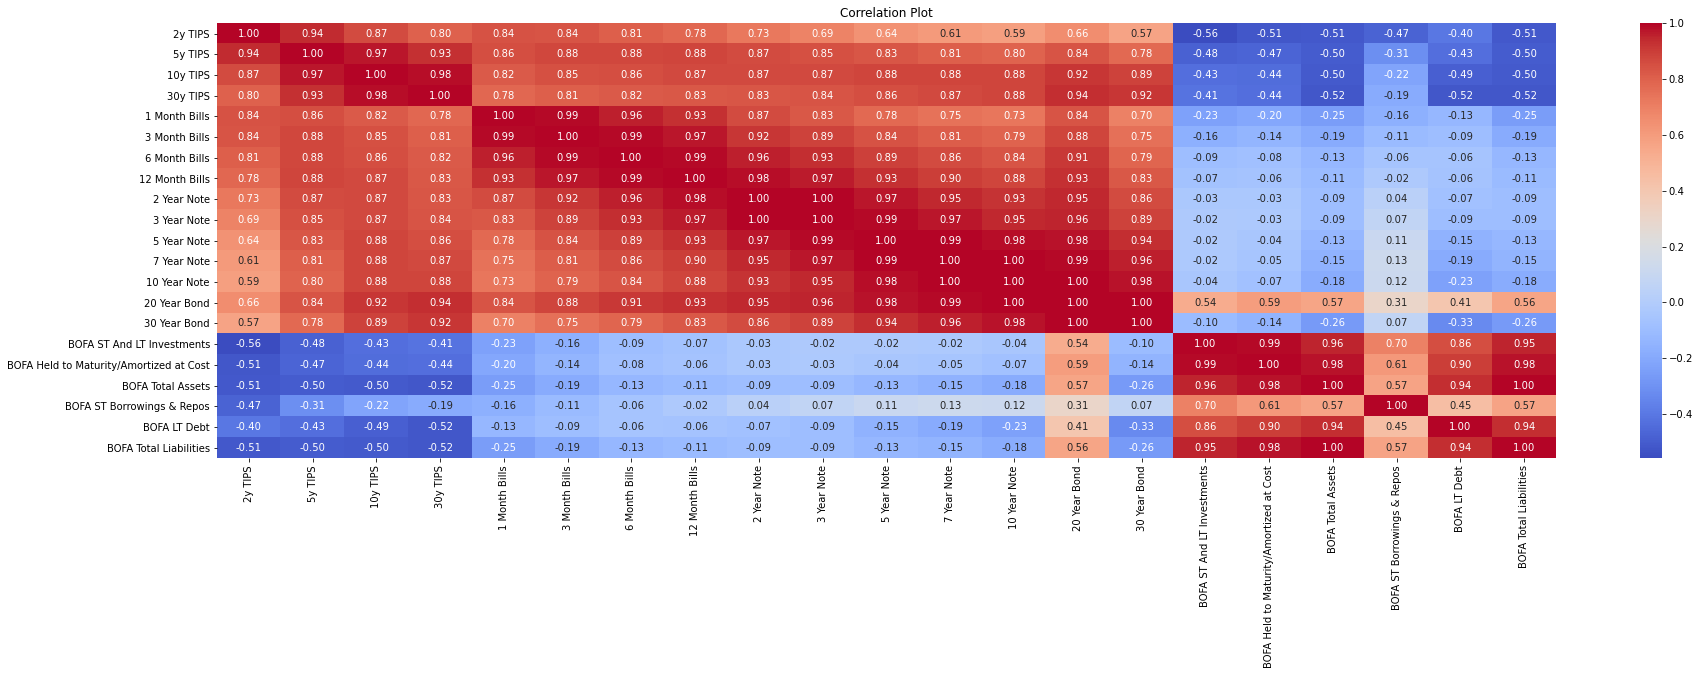 Correlation Plot
2y TIPS 1.00 0.94 0.87 0.80 0.84 0.84 0.81 0.78 0.73 0.69 0.64 0.61 0.59 0.66 0.57 -0.56 -0.51 -0.51 -0.47 -0.40 -0.51
5y TIPS 0.94 1.00 0.97 0.93 0.86 0.88 0.88 0.88 0.87 0.85 0.83 0.81 0.80 0.84 0.78 -0.48 -0.47 -0.50 -0.31 -0.43 -0.50
10y TIPS 0.87 0.97 1.00 0.98 0.82 0.85 0.86 0.87 0.87 0.87 0.88 0.88 0.88 0.92 0.89 -0.43 -0.44 -0.50 -0.22 -0.49 -0.50
30y TIPS 0.80 0.93 0.98 1.00 0.78 0.81 0.82 0.83 0.83 0.84 0.86 0.87 0.88 0.94 0.92 -0.41 -0.44 -0.52 -0.19 -0.52 -0.52
1 Month Bills 0.84 0.86 0.82 0.78 1.00 0.99 0.96 0.93 0.87 0.83 0.78 0.75 0.73 0.84 0.70 -0.23 -0.20 -0.25 -0.16 -0.13 -0.25
3 Month Bills 0.84 0.88 0.85 0.81 0.99 1.00 0.99 0.97 0.92 0.89 0.84 0.81 0.79 0.88 0.75 -0.16 -0.14 -0.19 -0.11 -0.09 -0.19
6 Month Bills 0.81 0.88 0.86 0.82 0.96 0.99 1.00 0.99 0.96 0.93 0.89 0.86 0.84 0.91 0.79 -0.09 -0.08 -0.13 -0.06 -0.06 -0.13
12 Month Bills 0.78 0.88 0.87 0.83 0.93 0.97 0.99 1.00 0.98 0.97 0.93 0.90 0.88 0.93 0.83 -0.07 -0.06 -0.11 -0.02 -0.06 -0.11
2 Year Note 0.73 0.87 0.87 0.83 0.87 0.92 0.96 0.98 1.00 1.00 0.97 0.95 0.93 0.95 0.86 -0.03 -0.03 -0.09 0.04 -0.07 -0.09
3 Year Note 0.69 0.85 0.87 0.84 0.83 0.89 0.93 0.97 1.00 1.00 0.99 0.97 0.95 0.96 0.89 -0.02 -0.03 -0.09 0.07 -0.09 -0.09
5 Year Note 0.64 0.83 0.88 0.86 0.78 0.84 0.89 0.93 0.97 0.99 1.00 0.99 0.98 0.98 0.94 -0.02 -0.04 -0.13 0.11 -0.15 -0.13
7 Year Note 0.61 0.81 0.88 0.87 0.75 0.81 0.86 0.90 0.95 0.97 0.99 1.00 1.00 0.99 0.96 -0.02 -0.05 -0.15 0.13 -0.19 -0.15
10 Year Note 0.59 0.80 0.88 0.88 0.73 0.79 0.84 0.88 0.93 0.95 0.98 1.00 1.00 1.00 0.98 -0.04 -0.07 -0.18 0.12 -0.23 -0.18
20 Year Bond 0.66 0.84 0.92 0.94 0.84 0.88 0.91 0.93 0.95 0.96 0.98 0.99 1.00 1.00 1.00 0.54 0.59 0.57 0.31 0.41 0.56
30 Year Bond 0.57 0.78 0.89 0.92 0.70 0.75 0.79 0.83 0.86 0.89 0.94 0.96 0.98 1.00 1.00 -0.10 -0.14 -0.26 0.07 -0.33 -0.26
BOFA ST And LT Investments -0.56 -0.48 -0.43 -0.41 -0.23 -0.16 -0.09 -0.07 -0.03 -0.02 -0.02 -0.02 -0.04 0.54 -0.10 1.00 0.99 0.96 0.70 0.86 0.95
BOFA Held to Maturity/Amortized at Cost -0.51 -0.47 -0.44 -0.44 -0.20 -0.14 -0.08 -0.06 -0.03 -0.03 -0.04 -0.05 -0.07 0.59 -0.14 0.99 1.00 0.98 0.61 0.90 0.98
BOFA Total Assets -0.51 -0.50 -0.50 -0.52 -0.25 -0.19 -0.13 -0.11 -0.09 -0.09 -0.13 -0.15 -0.18 0.57 -0.26 0.96 0.98 1.00 0.57 0.94 1.00
BOFA ST Borrowings & Repos -0.47 -0.31 -0.22 -0.19 -0.16 -0.11 -0.06 -0.02 0.04 0.07 0.11 0.13 0.12 0.31 0.07 0.70 0.61 0.57 1.00 0.45 0.57
BOFA LT Debt -0.40 -0.43 -0.49 -0.52 -0.13 -0.09 -0.06 -0.06 -0.07 -0.09 -0.15 -0.19 -0.23 0.41 -0.33 0.86 0.90 0.94 0.45 1.00 0.94
BOFA Total Liabilities -0.51 -0.50 -0.50 -0.52 -0.25 -0.19 -0.13 -0.11 -0.09 -0.09 -0.13 -0.15 -0.18 0.56 -0.26 0.95 0.98 1.00 0.57 0.94 1.00
2y TIPS
5y TIPS
10y TIPS
30y TIPS
1 Month Bills
3 Month Bills
6 Month Bills
12 Month Bills
2 Year Note
3 Year Note
5 Year Note
7 Year Note
10 Year Note
20 Year Bond
30 Year Bond
BOFA ST And LT Investments
BOFA Held to Maturity/Amortized at Cost
BOFA Total Assets
BOFA ST Borrowings & Repos
BOFA LT Debt
BOFA Total Liabilities
1.0
0.8
0.6
0.4
0.2
0.0
−0.2
−0.4